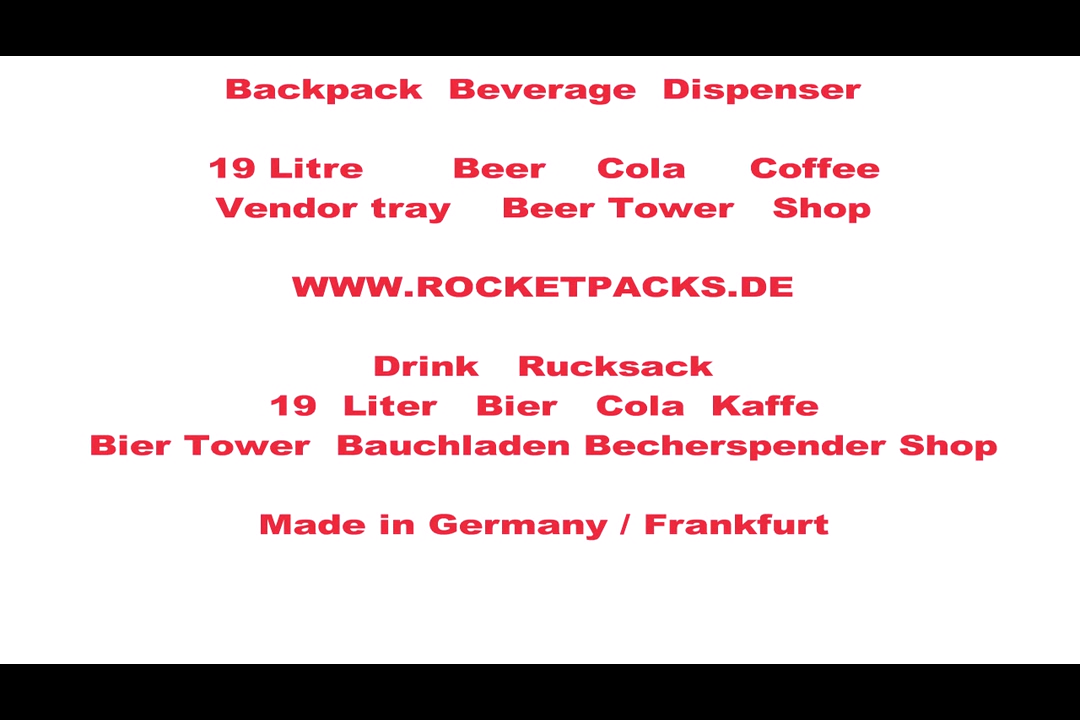 Backpack Beverage Dispenser
19 Litre Beer Cola Coffee
Vendor tray Beer Tower Shop
WWW.ROCKETPACKS.DE
Drink Rucksack
19 Liter Bier Cola Kaffe
Bier Tower Bauchladen Becherspender Shop
Made in Germany / Frankfurt